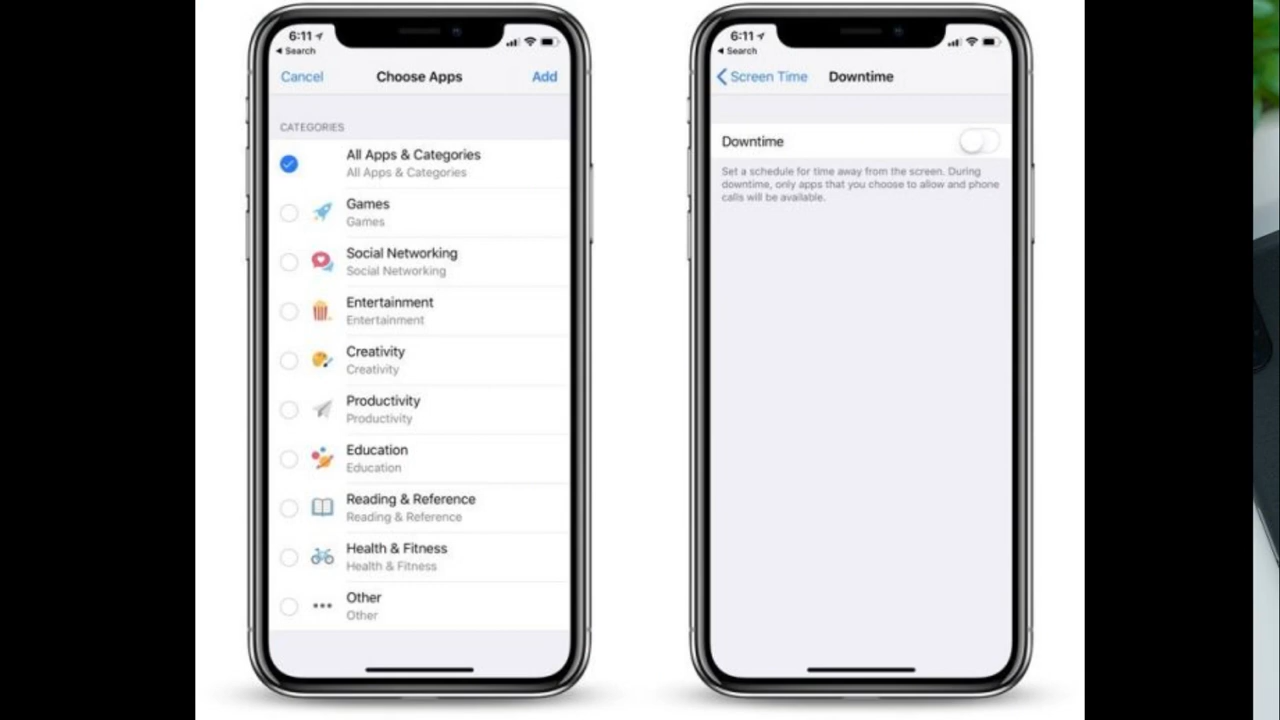 6:11
Search
Cancel
Choose Apps
Add
CATEGORIES
All Apps & Categories
All Apps & Categories
Games
Games
Social Networking
Social Networking
Entertainment
Entertainment
Creativity
Creativity
Productivity
Productivity
Education
Education
Reading & Reference
Reading & Reference
Health & Fitness
Health & Fitness
Other
Other
6:11
Search
Screen Time
Downtime
Downtime
Set a schedule for time away from the screen. During
downtime, only apps that you choose to allow and phone
calls will be available.